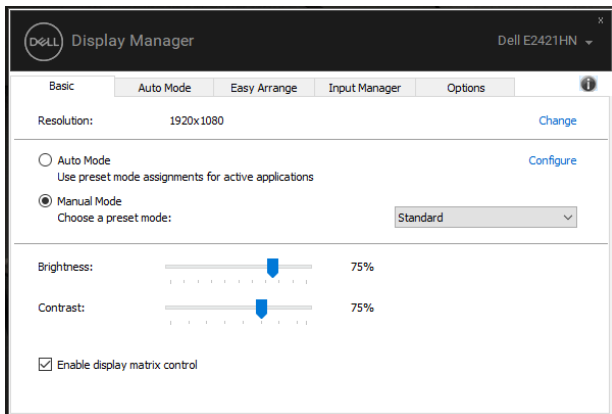 DELL Display Manager
Dell E2421HN
x
Basic
Auto Mode
Easy Arrange
Input Manager
Options
i
Resolution: 1920x1080 Change
Auto Mode Configure
Use preset mode assignments for active applications
Manual Mode
Choose a preset mode: Standard
Brightness: 75%
Contrast: 75%
Enable display matrix control